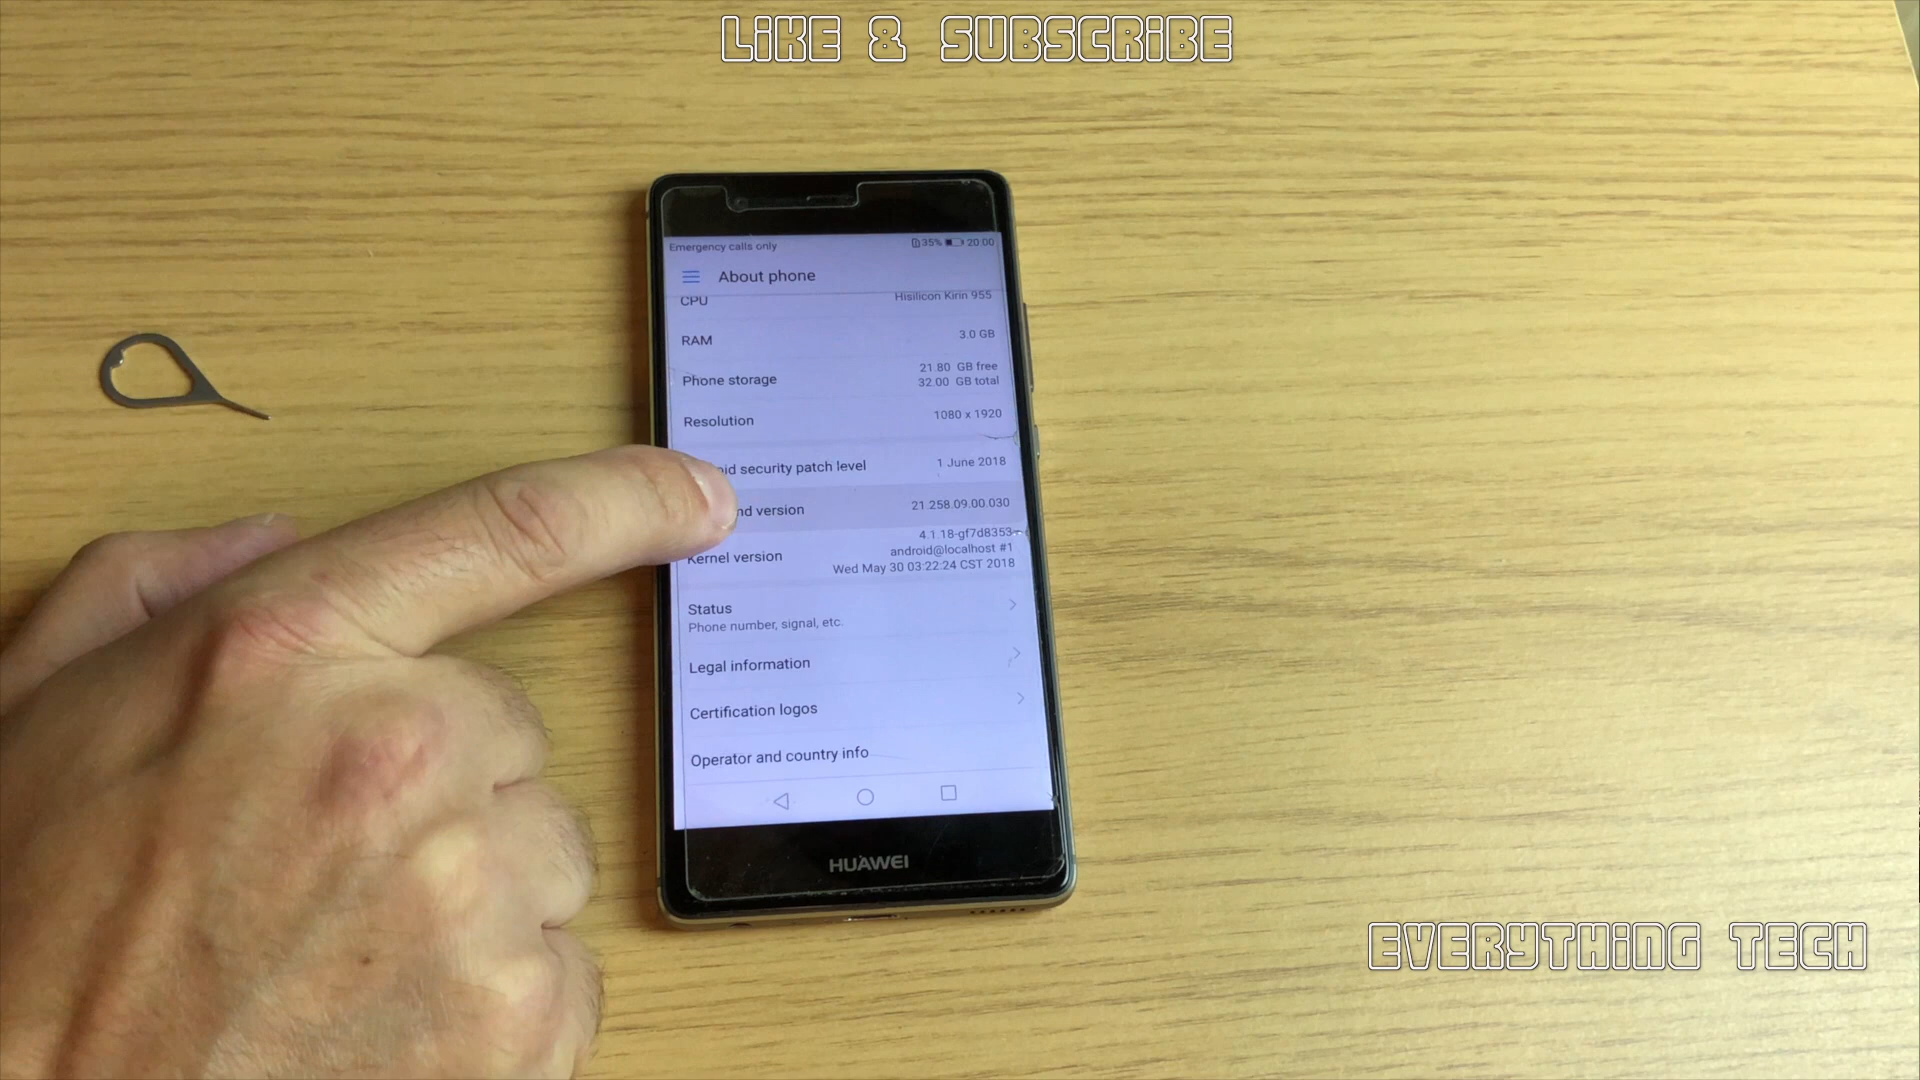 LIKE & SUBSCRIBE
Emergency calls only 35% 20:00
About phone
CPU Hisilicon Kirin 955
RAM 3.0 GB
Phone storage 21.80 GB free
32.00 GB total
Resolution 1080 x 1920
security patch level 1 June 2018
version 21.258.09.00.030
Kernel version 4.1.18-gf7d8353
android@localhost #1
Wed May 30 03:22:24 CST 2018
Status
Phone number, signal, etc.
Legal information
Certification logos
Operator and country info
HUAWEI
EVERYTHING TECH